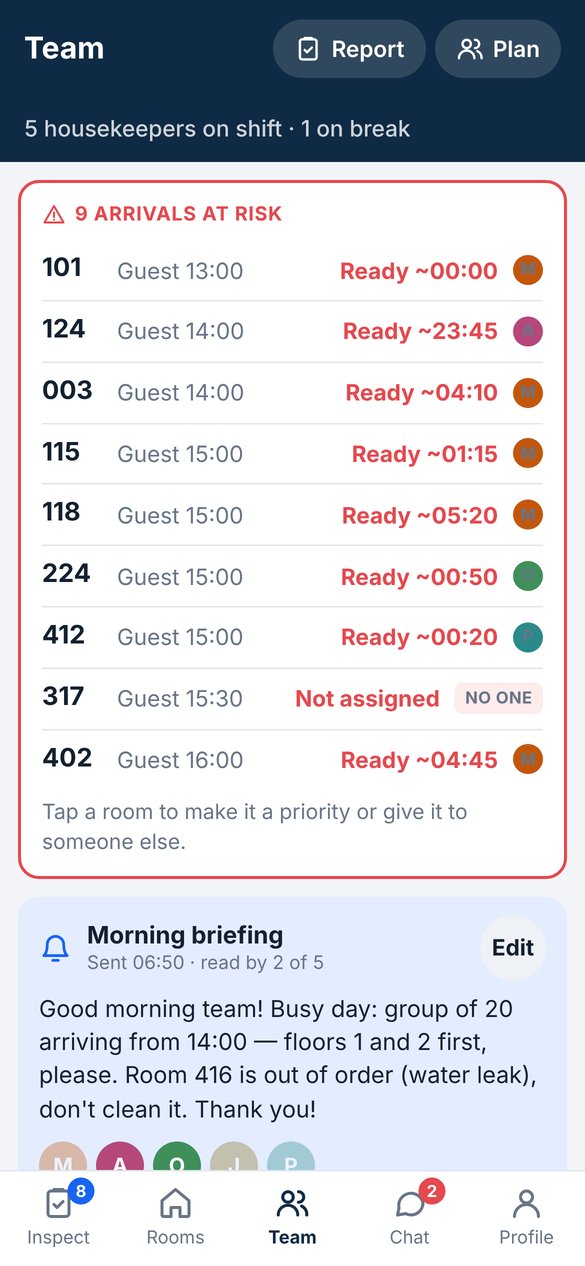 Team
Report
Plan
5 housekeepers on shift · 1 on break
9 ARRIVALS AT RISK
101 Guest 13:00 Ready ~00:00 M
124 Guest 14:00 Ready ~23:45 A
003 Guest 14:00 Ready ~04:10 M
115 Guest 15:00 Ready ~01:15 M
118 Guest 15:00 Ready ~05:20 M
224 Guest 15:00 Ready ~00:50
412 Guest 15:00 Ready ~00:20 P
317 Guest 15:30 Not assigned NO ONE
402 Guest 16:00 Ready ~04:45 M
Tap a room to make it a priority or give it to
someone else.
Morning briefing
Sent 06:50 · read by 2 of 5
Edit
Good morning team! Busy day: group of 20
arriving from 14:00 — floors 1 and 2 first,
please. Room 416 is out of order (water leak),
don't clean it. Thank you!
M A O J P
8
2
Inspect Rooms Team Chat Profile